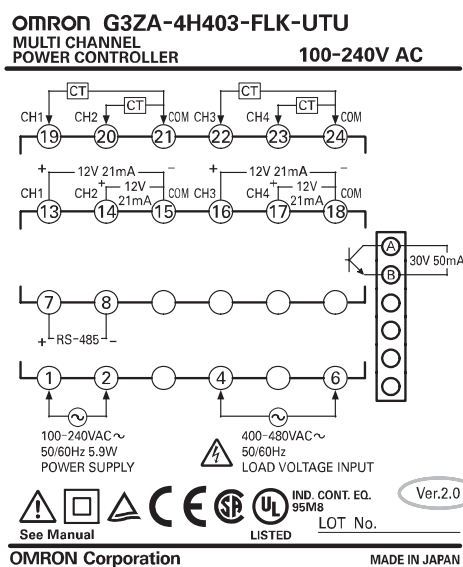 OMRON G3ZA-4H403-FLK-UTU
MULTI CHANNEL
POWER CONTROLLER 100-240V AC
CT CT
CT CT
CH1 CH2 COM CH3 CH4 COM
19 20 21 22 23 24
+ 12V 21mA − + 12V 21mA −
CH1 CH2 + 12V 21mA COM CH3 CH4 + 12V 21mA COM
13 14 15 16 17 18
A
30V 50mA
B
7 8
+ RS-485 −
1 2 4 6
100-240VAC~ 400-480VAC~
50/60Hz 5.9W 50/60Hz
POWER SUPPLY LOAD VOLTAGE INPUT
CE SA UL IND. CONT. EQ.
95M8
Ver.2.0
LOT No.
See Manual LISTED
OMRON Corporation MADE IN JAPAN